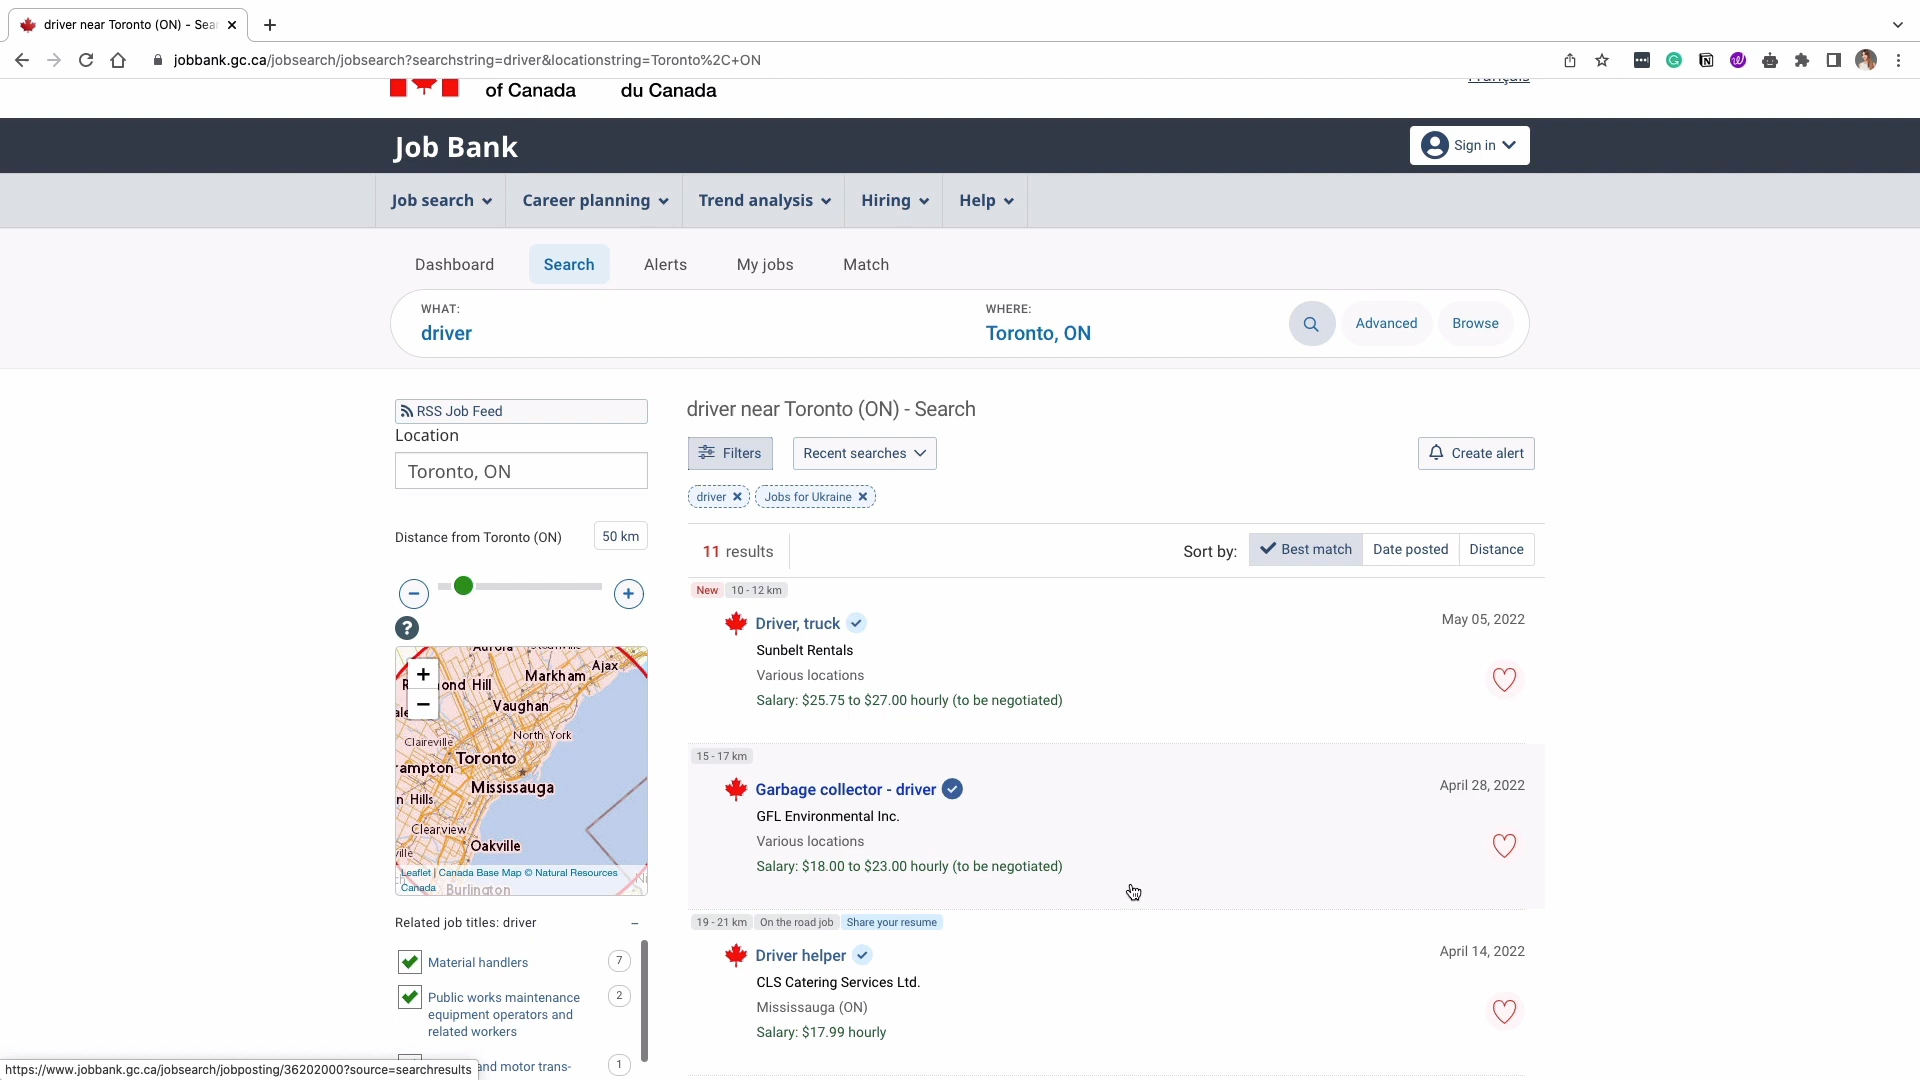 driver near Toronto (ON) - Sea
jobbank.gc.ca/jobsearch/jobsearch?searchstring=driver&locationstring=Toronto%2C+ON
of Canada du Canada
Français
Job Bank
Sign in
Job search Career planning Trend analysis Hiring Help
Dashboard Search Alerts My jobs Match
WHAT: WHERE:
driver Toronto, ON
Advanced Browse
RSS Job Feed
Location
Toronto, ON
Distance from Toronto (ON) 50 km
−
+
?
+
−
Aurora
Ajax
Markham
Vaughan
Claireville
North York
Toronto
Mississauga
n Hills
Clearview
Oakville
Leaflet | Canada Base Map © Natural Resources
Canada
Burlington
Related job titles: driver −
Material handlers 7
Public works maintenance 2
equipment operators and
related workers
and motor trans- 1
driver near Toronto (ON) - Search
Filters Recent searches Create alert
driver × Jobs for Ukraine ×
11 results Sort by: Best match Date posted Distance
New 10 - 12 km
Driver, truck May 05, 2022
Sunbelt Rentals
Various locations
Salary: $25.75 to $27.00 hourly (to be negotiated)
15 - 17 km
Garbage collector - driver April 28, 2022
GFL Environmental Inc.
Various locations
Salary: $18.00 to $23.00 hourly (to be negotiated)
19 - 21 km On the road job Share your resume
Driver helper April 14, 2022
CLS Catering Services Ltd.
Mississauga (ON)
Salary: $17.99 hourly
https://www.jobbank.gc.ca/jobsearch/jobposting/36202000?source=searchresults